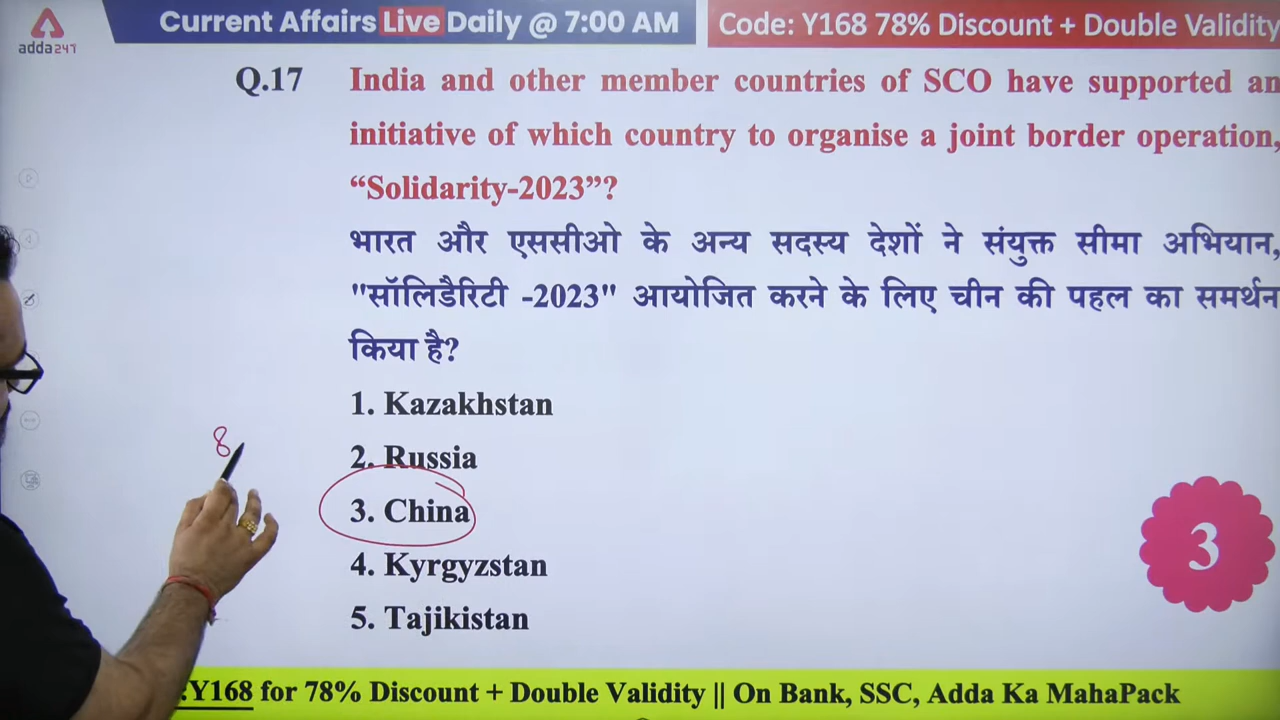 adda247
Current Affairs Live Daily @ 7:00 AM
Code: Y168 78% Discount + Double Validity
Q.17
India and other member countries of SCO have supported an
initiative of which country to organise a joint border operation,
“Solidarity-2023”?
भारत और एससीओ के अन्य सदस्य देशों ने संयुक्त सीमा अभियान,
"सॉलिडैरिटी -2023" आयोजित करने के लिए चीन की पहल का समर्थन
किया है?
1. Kazakhstan
8
2. Russia
3. China
3
4. Kyrgyzstan
5. Tajikistan
:Y168 for 78% Discount + Double Validity || On Bank, SSC, Adda Ka MahaPack